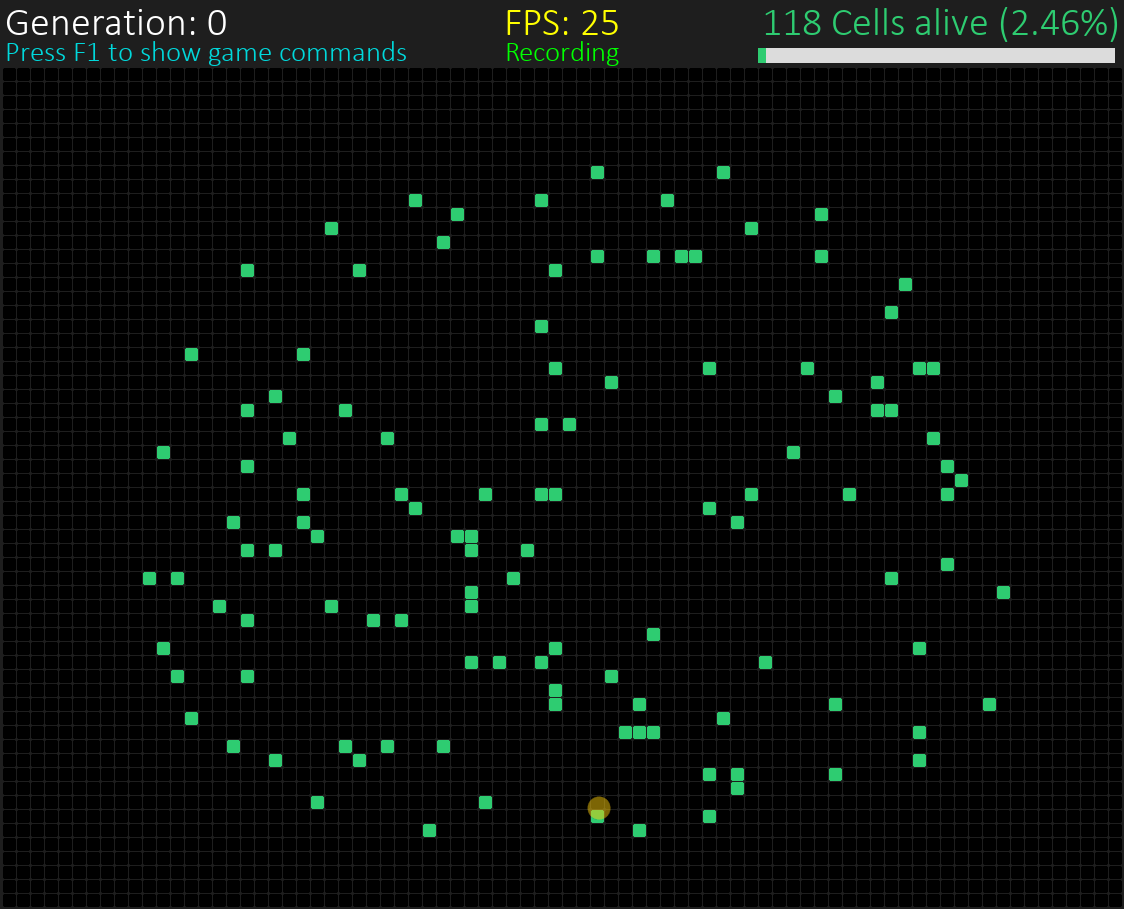 Generation: 0
FPS: 25
118 Cells alive (2.46%)
Press F1 to show game commands
Recording